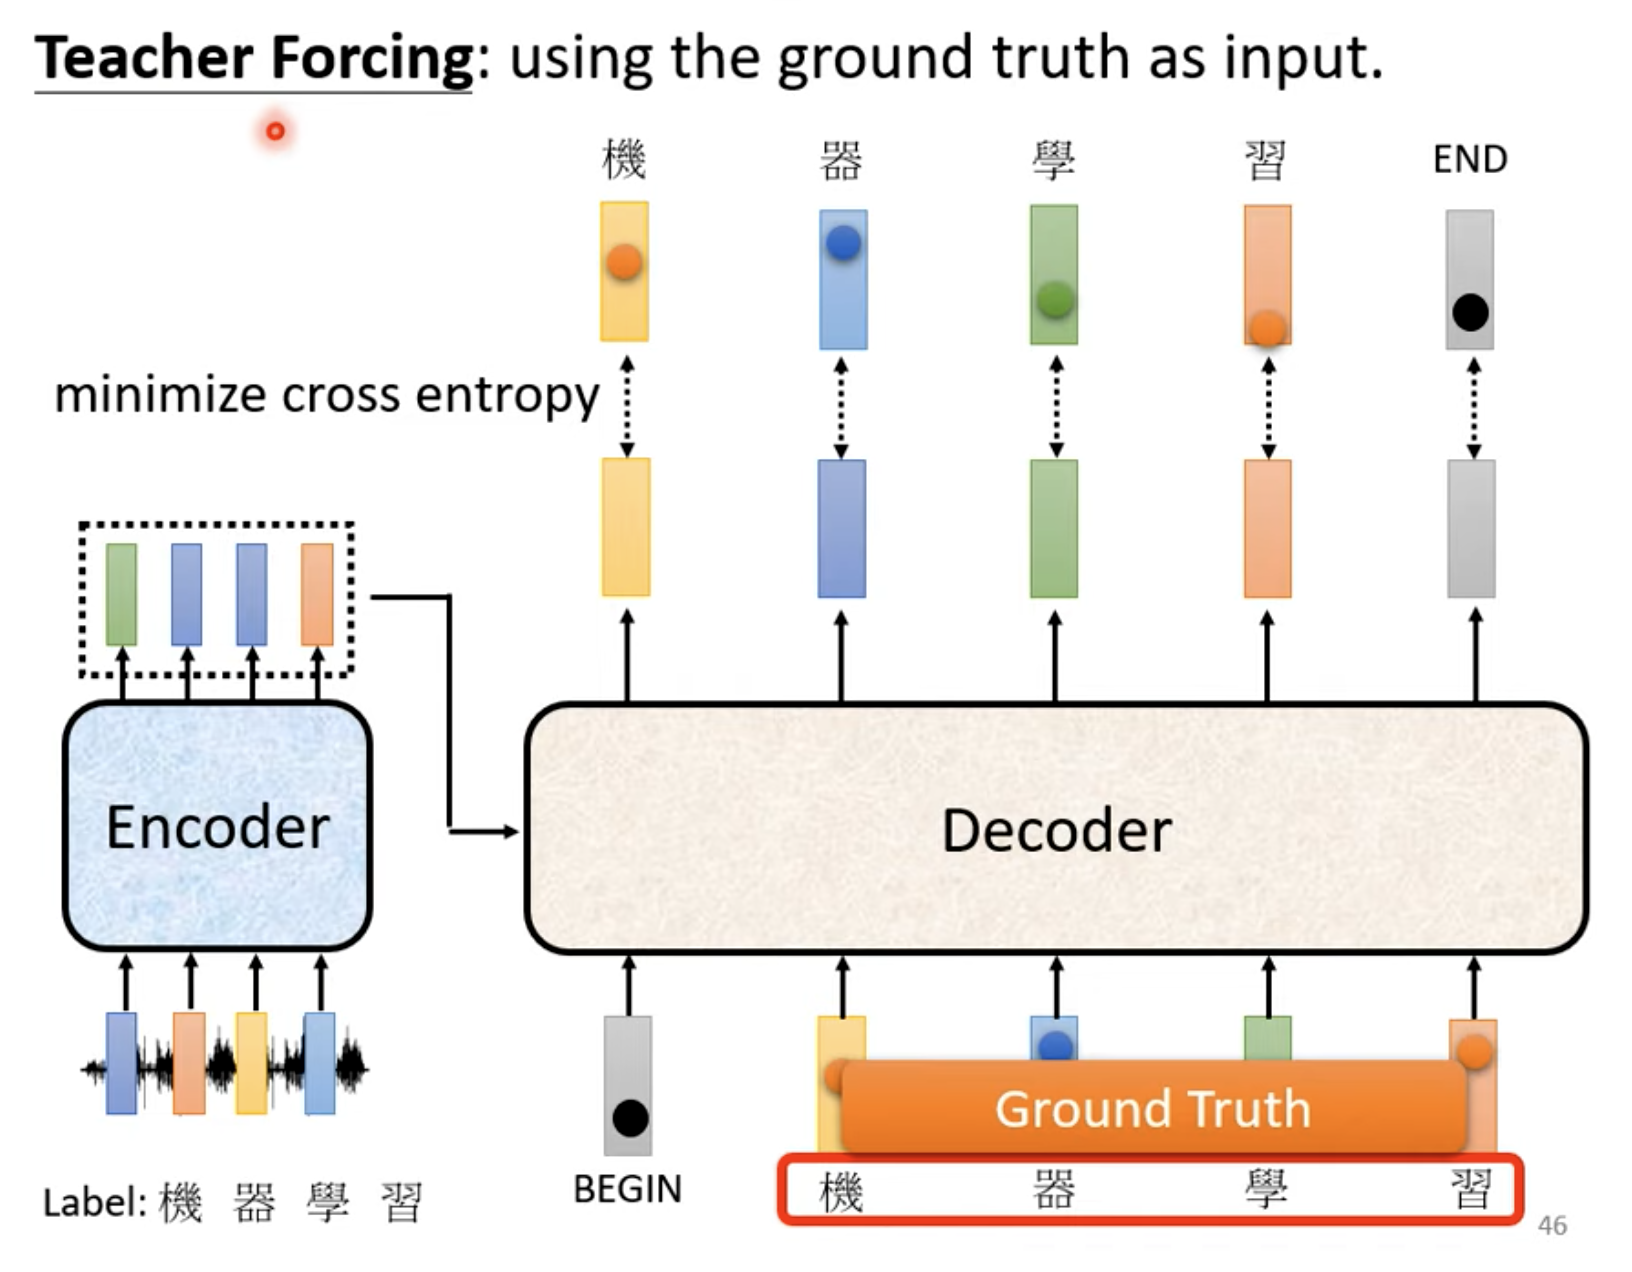 Teacher Forcing: using the ground truth as input.
機 器 學 習 END
minimize cross entropy
Encoder
Decoder
Ground Truth
Label: 機 器 學 習
BEGIN 機 器 學 習
46